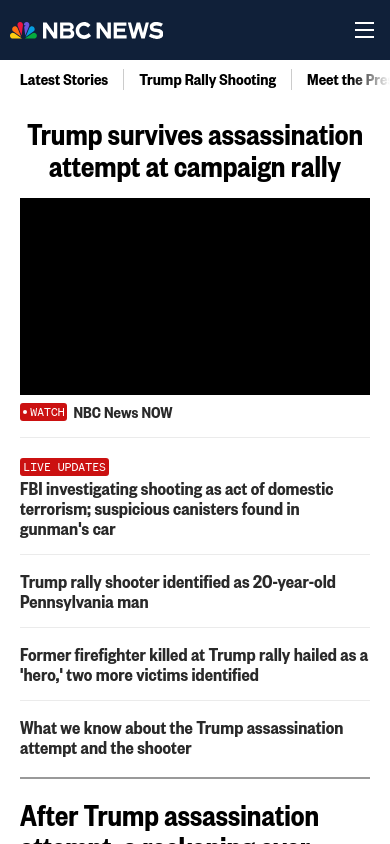 NBC NEWS
Latest Stories
Trump Rally Shooting
Meet the Pre
Trump survives assassination
attempt at campaign rally
WATCH NBC News NOW
LIVE UPDATES
FBI investigating shooting as act of domestic
terrorism; suspicious canisters found in
gunman's car
Trump rally shooter identified as 20-year-old
Pennsylvania man
Former firefighter killed at Trump rally hailed as a
'hero,' two more victims identified
What we know about the Trump assassination
attempt and the shooter
After Trump assassination
attempt, a reckoning over